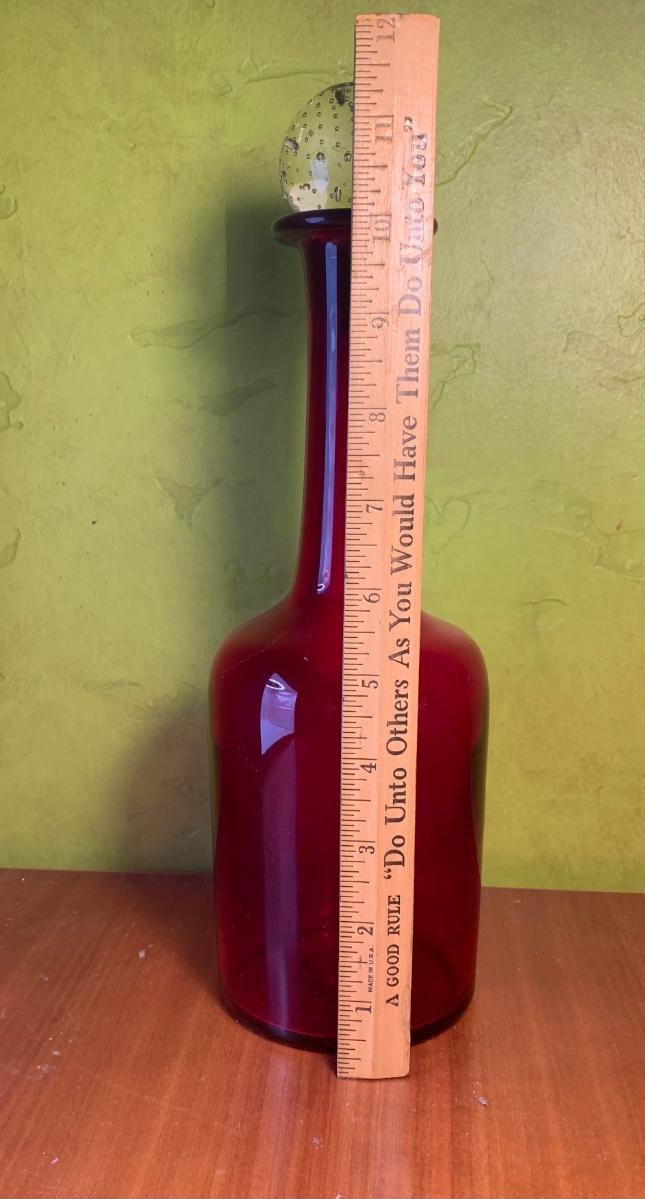 A GOOD RULE “Do Unto Others As You Would Have Them Do Unto You”
MADE IN U.S.A.
1 2 3 4 5 6 7 8 9 10 11 12